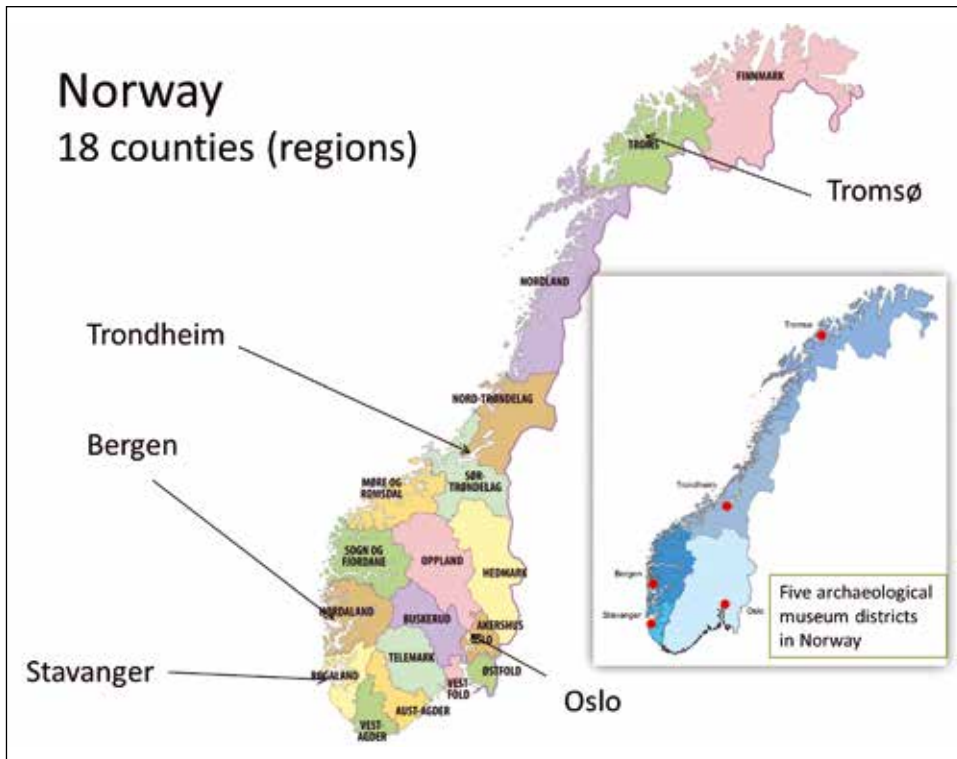 Norway
18 counties (regions)
FINNMARK
TROMS
Tromsø
NORDLAND
Trondheim
NORD-TRØNDELAG
Bergen
SØR-
TRØNDELAG
MØRE OG
ROMSDAL
SOGN OG
FJORDANE
OPPLAND
HEDMARK
HORDALAND
BUSKERUD
AKERSHUS
OSLO
Stavanger
ROGALAND
TELEMARK
VEST
FOLD
ØSTFOLD
Oslo
AUST-AGDER
VEST-
AGDER
Tromsø
Trondheim
Bergen
Stavanger
Oslo
Five archaeological
museum districts
in Norway